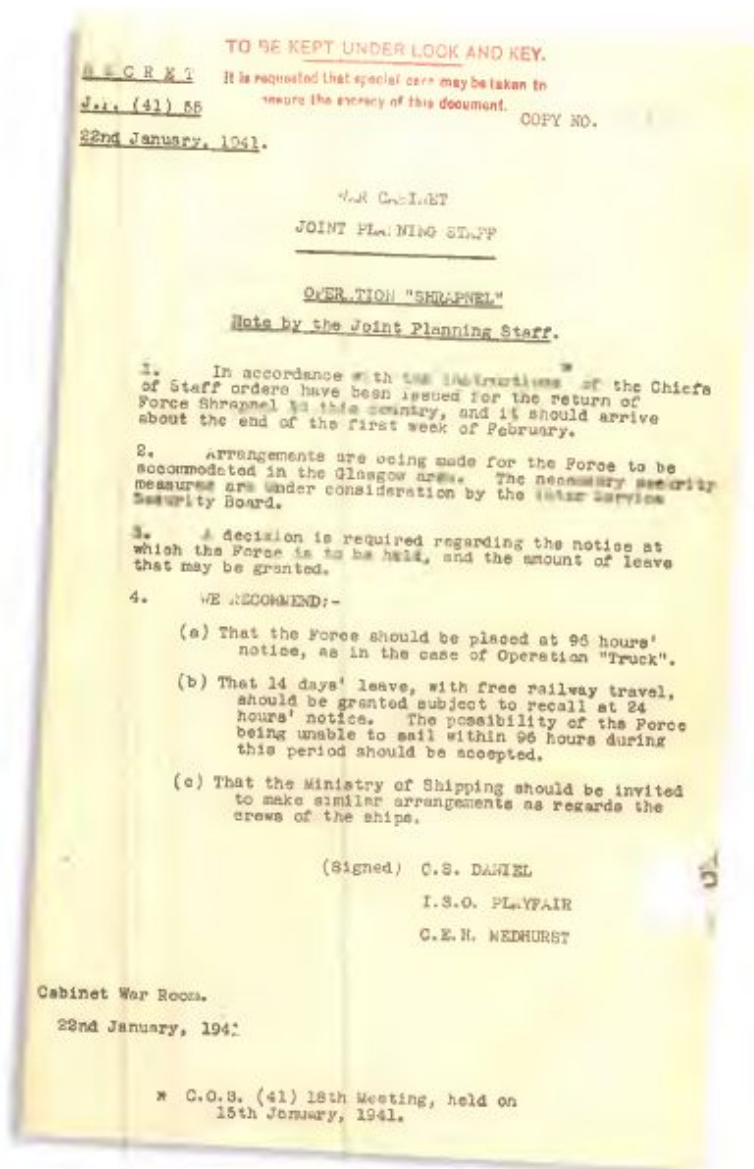 TO BE KEPT UNDER LOCK AND KEY.
SECRET
It is requested that special care may be taken to
ensure the secrecy of this document.
J.P. (41) 55
COPY NO.
22nd January, 1941.
WAR CABINET
JOINT PLANNING STAFF
OPERATION "SHRAPNEL"
Note by the Joint Planning Staff.
1. In accordance with the instructions * of the Chiefs
of Staff orders have been issued for the return of
Force Shrapnel to this country, and it should arrive
about the end of the first week of February.
2. Arrangements are being made for the Force to be
accommodated in the Glasgow area. The necessary security
measures are under consideration by the Inter Service
Security Board.
3. A decision is required regarding the notice at
which the Force is to be held, and the amount of leave
that may be granted.
4. WE RECOMMEND:-
(a) That the Force should be placed at 96 hours'
notice, as in the case of Operation "Truck".
(b) That 14 days' leave, with free railway travel,
should be granted subject to recall at 24
hours' notice. The possibility of the Force
being unable to sail within 96 hours during
this period should be accepted.
(c) That the Ministry of Shipping should be invited
to make similar arrangements as regards the
crews of the ships.
(Signed) C.S. DANIEL
I.S.O. PLAYFAIR
C.E.H. MEDHURST
Cabinet War Room.
22nd January, 1941
* C.O.S. (41) 18th Meeting, held on
15th January, 1941.